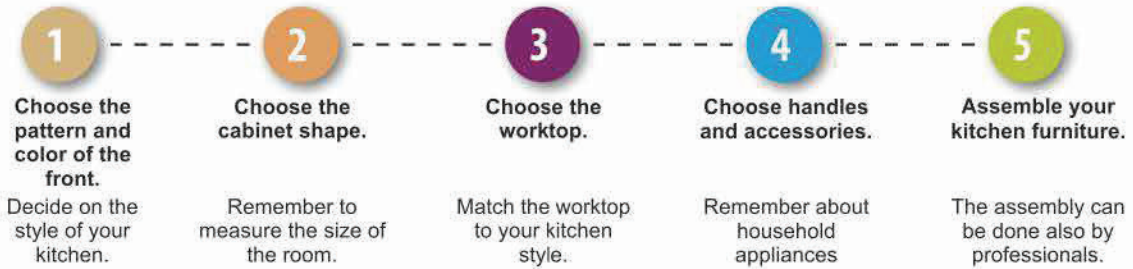 1
2
3
4
5
Choose the
pattern and
color of the
front.
Decide on the
style of your
kitchen.
Choose the
cabinet shape.
Remember to
measure the size of
the room.
Choose the
worktop.
Match the worktop
to your kitchen
style.
Choose handles
and accessories.
Remember about
household
appliances
Assemble your
kitchen furniture.
The assembly can
be done also by
professionals.